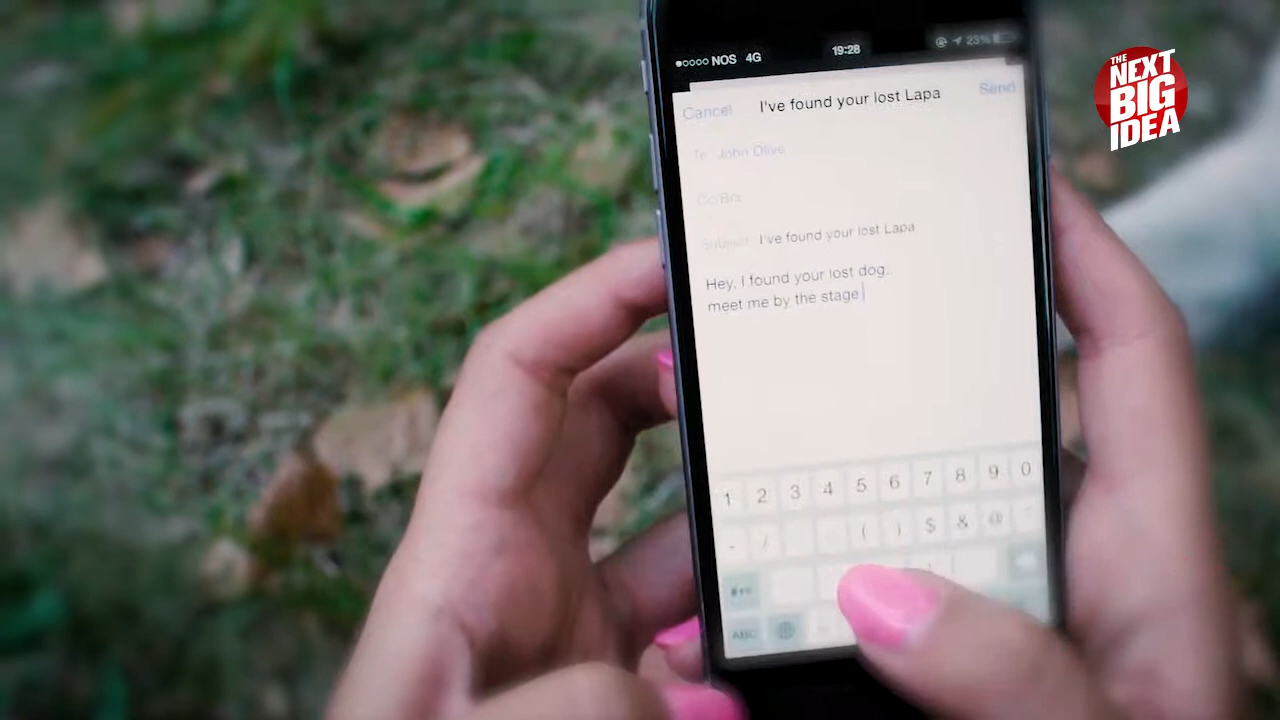 NOS 4G 19:28 23%
Cancel I've found your lost Lapa Send
To: John Olive
Cc/Bcc
Subject: I've found your lost Lapa
Hey, I found your lost dog.
meet me by the stage
1 2 3 4 5 6 7 8 9 0
- / ( ) $ & @
#+=
ABC
THE
NEXT
BIG
IDEA